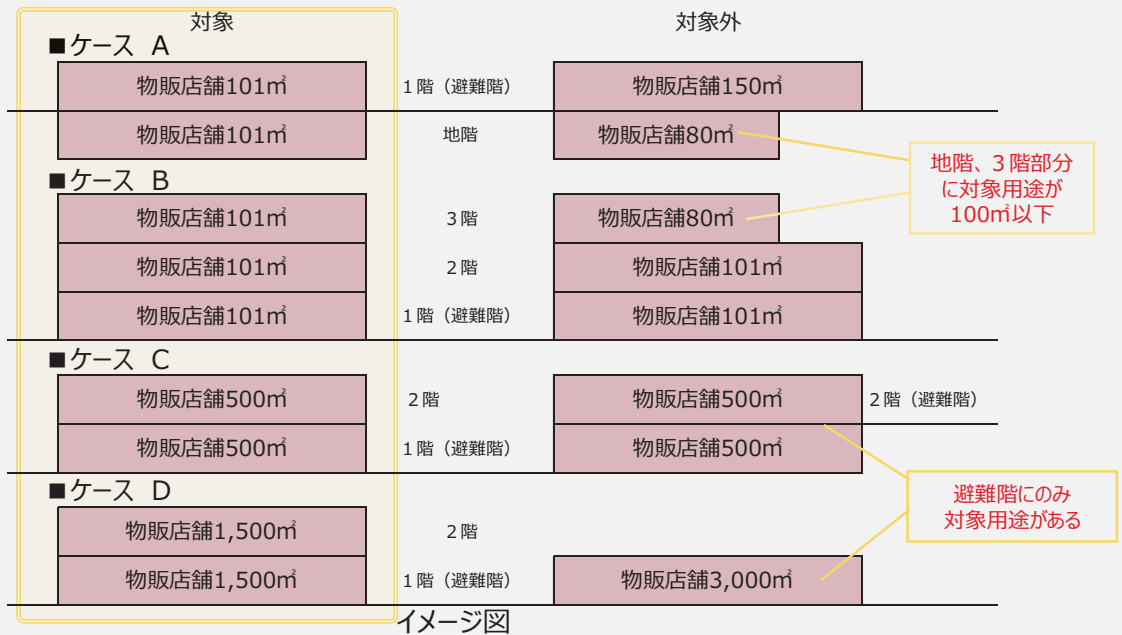 対象
対象外
■ケース A
物販店舗101㎡
1階(避難階)
物販店舗150㎡
物販店舗101㎡
地階
物販店舗80㎡
地階、3階部分
に対象用途が
100㎡以下
■ケース B
物販店舗101㎡
3階
物販店舗80㎡
物販店舗101㎡
2階
物販店舗101㎡
物販店舗101㎡
1階(避難階)
物販店舗101㎡
■ケース C
物販店舗500㎡
2階
物販店舗500㎡
2階(避難階)
物販店舗500㎡
1階(避難階)
物販店舗500㎡
避難階にのみ
対象用途がある
■ケース D
物販店舗1,500㎡
2階
物販店舗1,500㎡
1階(避難階)
物販店舗3,000㎡
イメージ図